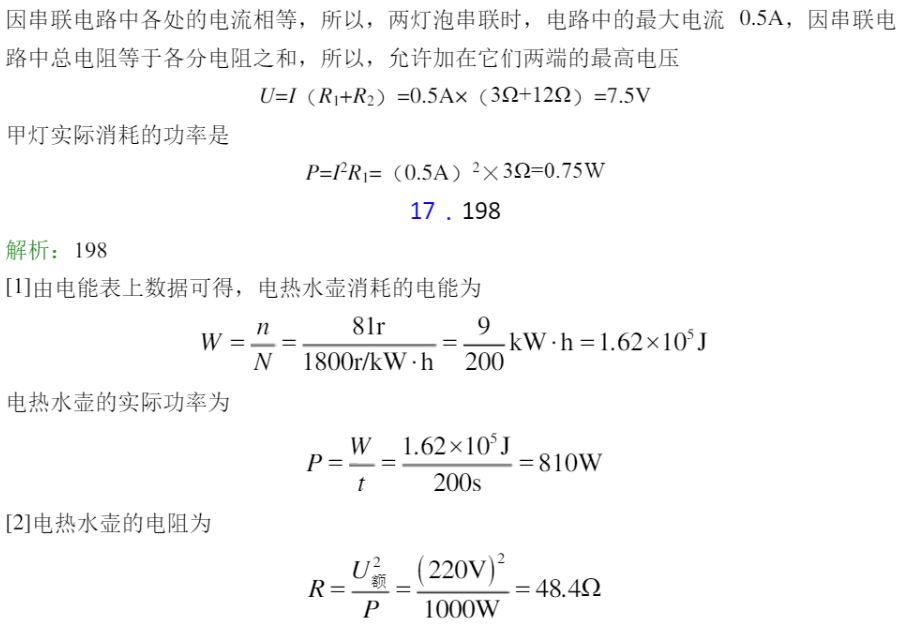 因串联电路中各处的电流相等，所以，两灯泡串联时，电路中的最大电流 0.5A，因串联电
路中总电阻等于各分电阻之和，所以，允许加在它们两端的最高电压
U=I（R₁+R₂）=0.5A×（3Ω+12Ω）=7.5V
甲灯实际消耗的功率是
P=I²R₁=（0.5A）²×3Ω=0.75W
17．198
解析：198
[1]由电能表上数据可得，电热水壶消耗的电能为
W = n/N = 81r/1800r/kW·h = 9/200 kW·h = 1.62×10⁵J
电热水壶的实际功率为
P = W/t = 1.62×10⁵J/200s = 810W
[2]电热水壶的电阻为
R = U额²/P = (220V)²/1000W = 48.4Ω